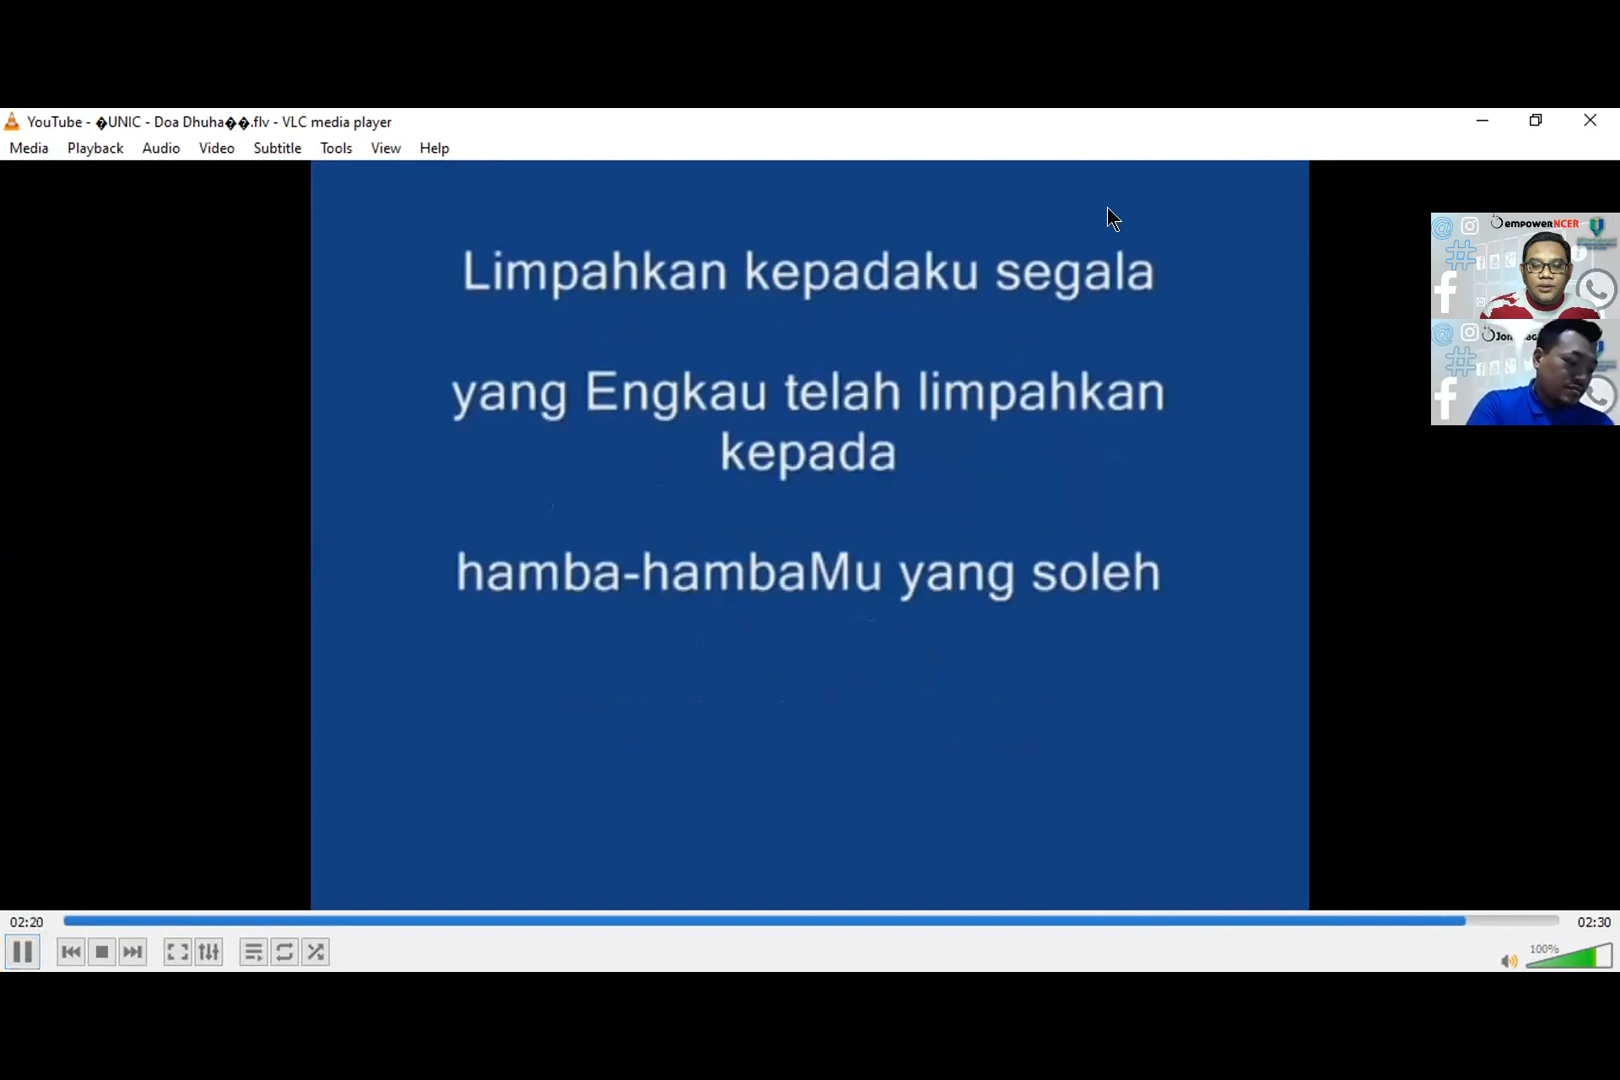 YouTube - �UNIC - Doa Dhuha��.flv - VLC media player
Media Playback Audio Video Subtitle Tools View Help
Limpahkan kepadaku segala
yang Engkau telah limpahkan
kepada
hamba-hambaMu yang soleh
empowerNCER
02:20
02:30
100%